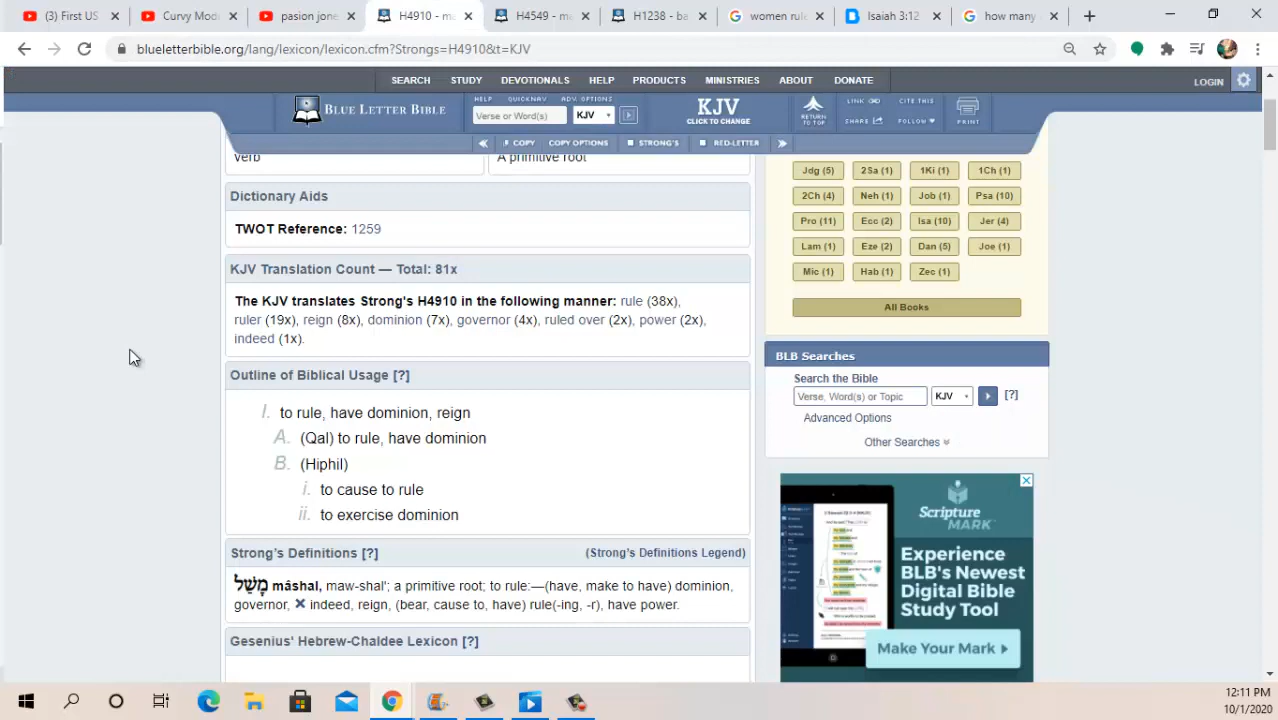 (3) First US
Curvy Mod
pasion jone
H4910 - ma
H4549 - m
H1138 - ba
women rul
Isaiah 3:12
how many
blueletterbible.org/lang/lexicon/lexicon.cfm?Strongs=H4910&t=KJV
SEARCH STUDY DEVOTIONALS HELP PRODUCTS MINISTRIES ABOUT DONATE
LOGIN
BLUE LETTER BIBLE
HELP QUICKNAV ADV. OPTIONS
Verse or Word(s) KJV
KJV
CLICK TO CHANGE
RETURN TO TOP
LINK CITE THIS
SHARE FOLLOW
PRINT
COPY COPY OPTIONS STRONG'S RED-LETTER
verb
A primitive root
Dictionary Aids
TWOT Reference: 1259
KJV Translation Count — Total: 81x
The KJV translates Strong's H4910 in the following manner: rule (38x),
ruler (19x), reign (8x), dominion (7x), governor (4x), ruled over (2x), power (2x),
indeed (1x).
Outline of Biblical Usage [?]
I. to rule, have dominion, reign
A. (Qal) to rule, have dominion
B. (Hiphil)
i. to cause to rule
ii. to exercise dominion
[?]
(Strong's Definitions Legend)
root; to rule:—(have, make to have) dominion,
governor, reign, (bear, cause to, have) have power.
Gesenius' Hebrew-Chaldee Lexicon [?]
Jdg (5) 2Sa (1) 1Ki (1) 1Ch (1)
2Ch (4) Neh (1) Job (1) Psa (10)
Pro (11) Ecc (2) Isa (10) Jer (4)
Lam (1) Eze (2) Dan (5) Joe (1)
Mic (1) Hab (1) Zec (1)
All Books
BLB Searches
Search the Bible
Verse, Word(s) or Topic KJV [?]
Advanced Options
Other Searches
Scripture
MARK
Experience
BLB's Newest
Digital Bible
Study Tool
Make Your Mark
12:11 PM
10/1/2020